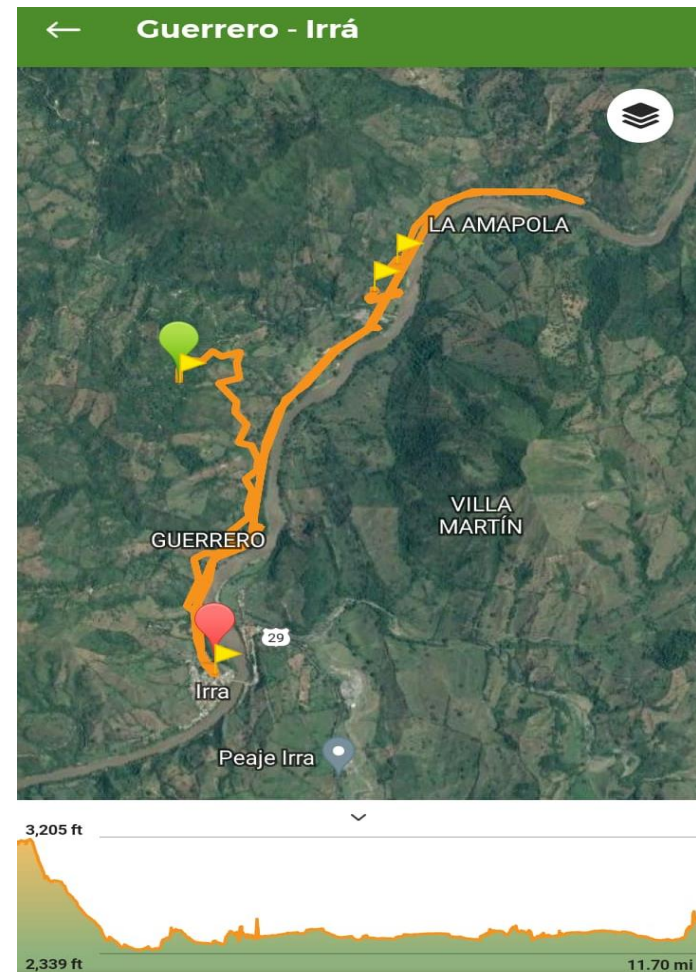 Guerrero - Irrá
LA AMAPOLA
VILLA
MARTÍN
GUERRERO
29
Irra
Peaje Irra
3,205 ft
2,339 ft
11.70 mi